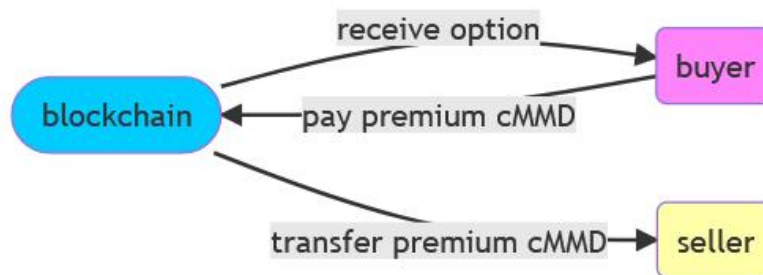 receive option
buyer
blockchain
pay premium cMMD
transfer premium cMMD
seller